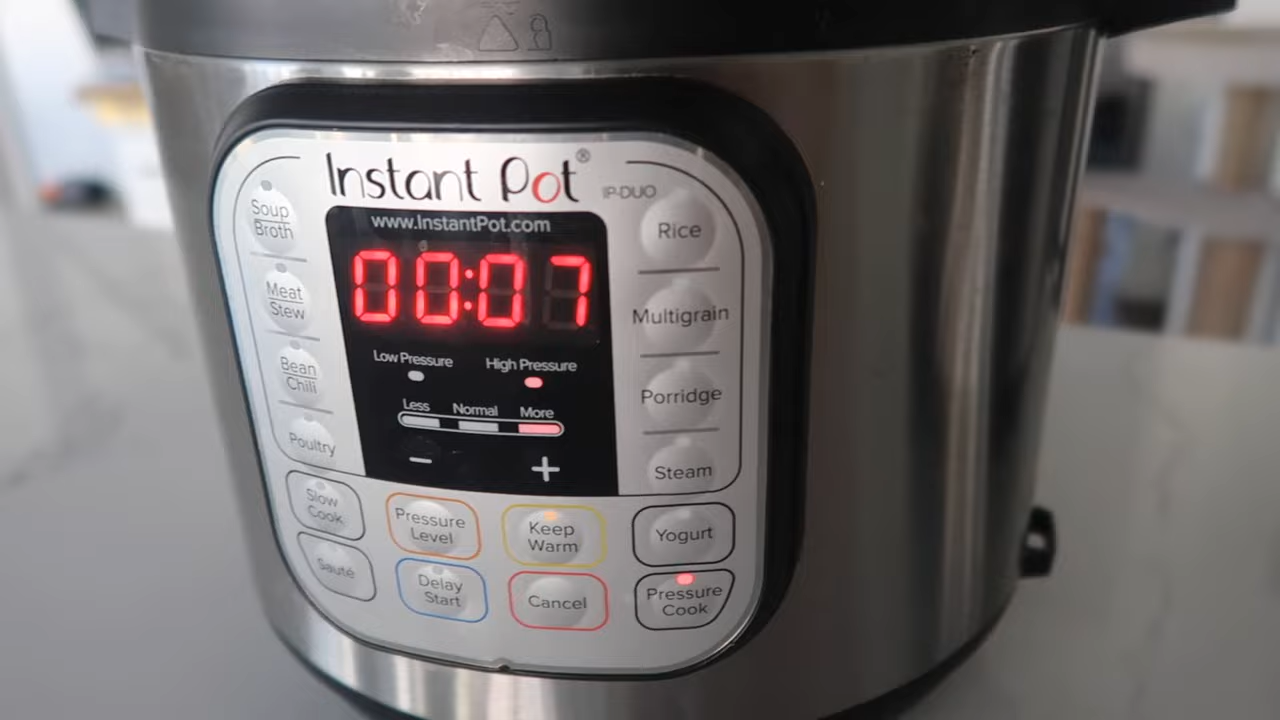 Instant Pot®
IP-DUO
www.InstantPot.com
00:07
Low Pressure
High Pressure
Less
Normal
More
−
+
Soup
Broth
Meat
Stew
Bean
Chili
Poultry
Slow
Cook
Sauté
Rice
Multigrain
Porridge
Steam
Pressure
Level
Keep
Warm
Yogurt
Delay
Start
Cancel
Pressure
Cook